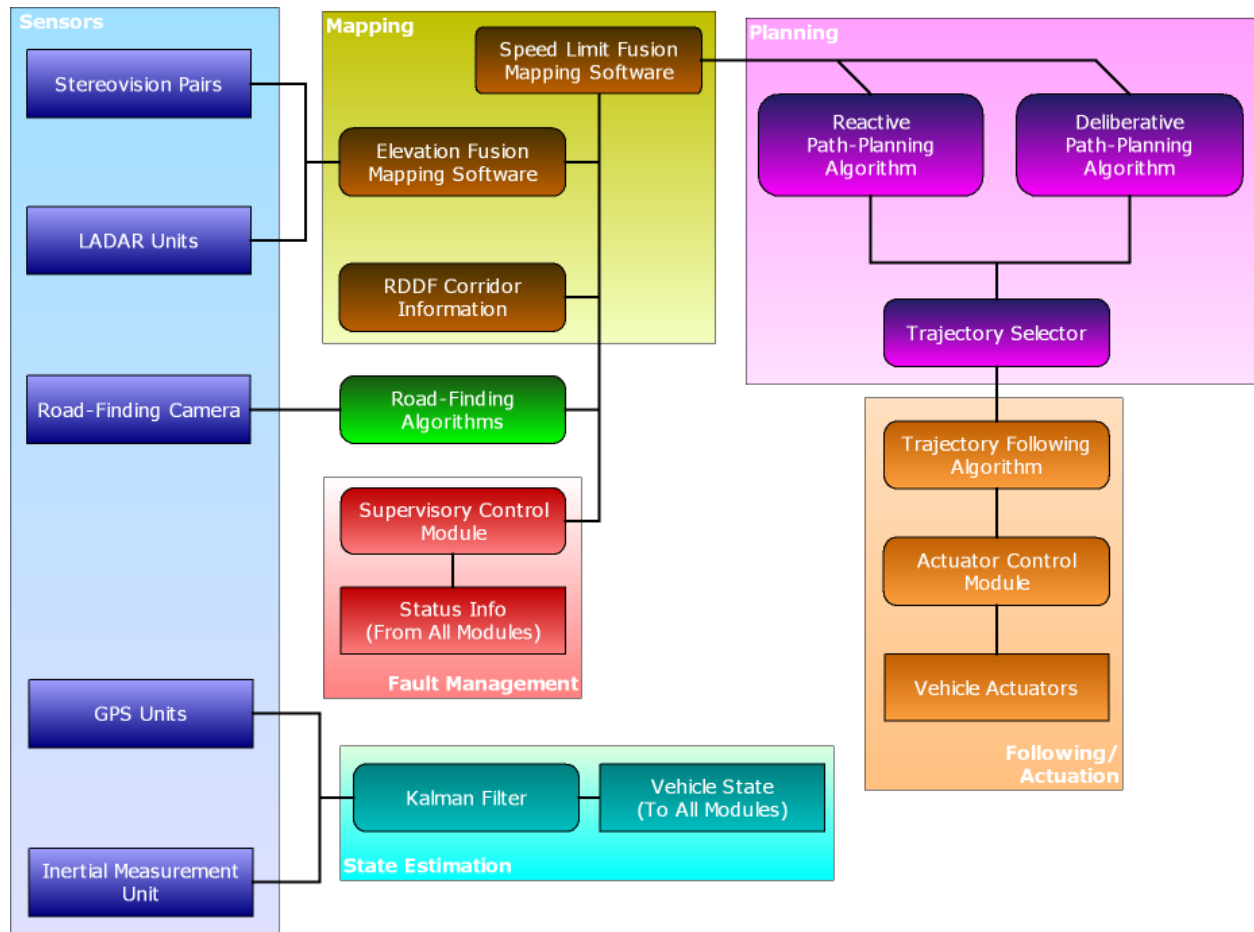 Sensors
Stereovision Pairs
LADAR Units
Road-Finding Camera
GPS Units
Inertial Measurement
Unit
Mapping
Speed Limit Fusion
Mapping Software
Elevation Fusion
Mapping Software
RDDF Corridor
Information
Road-Finding
Algorithms
Supervisory Control
Module
Status Info
(From All Modules)
Fault Management
Kalman Filter
Vehicle State
(To All Modules)
State Estimation
Planning
Reactive
Path-Planning
Algorithm
Deliberative
Path-Planning
Algorithm
Trajectory Selector
Trajectory Following
Algorithm
Actuator Control
Module
Vehicle Actuators
Following/
Actuation